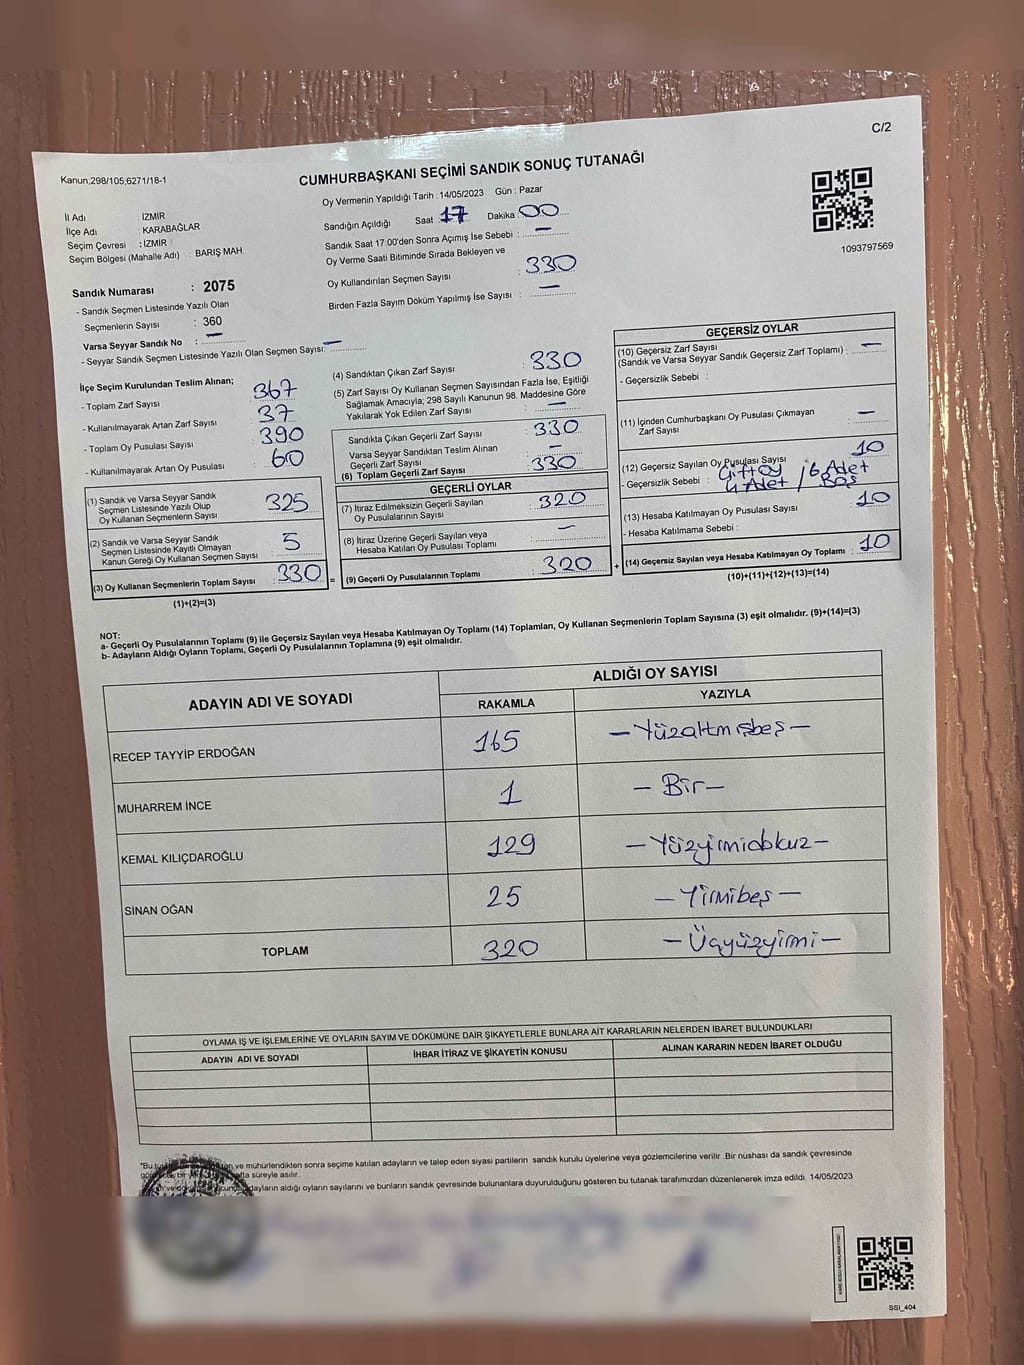 C/2
Kanun,298/105,6271/18-1
CUMHURBAŞKANI SEÇİMİ SANDIK SONUÇ TUTANAĞI
Oy Vermenin Yapıldığı Tarih : 14/05/2023 Gün : Pazar
İl Adı : İZMİR
İlçe Adı : KARABAĞLAR
Seçim Çevresi : İZMİR
Seçim Bölgesi (Mahalle Adı) : BARIŞ MAH
Sandığın Açıldığı Saat 17 Dakika 00
Sandık Saat 17.00'den Sonra Açımış İse Sebebi : —
Oy Verme Saati Bitiminde Sırada Bekleyen ve
Oy Kullandırılan Seçmen Sayısı : 330
Birden Fazla Sayım Döküm Yapılmış İse Sayısı : —
1093797569
Sandık Numarası : 2075
- Sandık Seçmen Listesinde Yazılı Olan
Seçmenlerin Sayısı : 360
Varsa Seyyar Sandık No : —
- Seyyar Sandık Seçmen Listesinde Yazılı Olan Seçmen Sayısı: —
İlçe Seçim Kurulundan Teslim Alınan;
- Toplam Zarf Sayısı : 367
- Kullanılmayarak Artan Zarf Sayısı : 37
- Toplam Oy Pusulası Sayısı : 390
- Kullanılmayarak Artan Oy Pusulası : 60
(1) Sandık ve Varsa Seyyar Sandık
Seçmen Listesinde Yazılı Olup
Oy Kullanan Seçmenlerin Sayısı : 325
(2) Sandık ve Varsa Seyyar Sandık
Seçmen Listesinde Kayıtlı Olmayan
Kanun Gereği Oy Kullanan Seçmen Sayısı : 5
(3) Oy Kullanan Seçmenlerin Toplam Sayısı : 330 =
(1)+(2)=(3)
(4) Sandıktan Çıkan Zarf Sayısı : 330
(5) Zarf Sayısı Oy Kullanan Seçmen Sayısından Fazla İse, Eşitliği
Sağlamak Amacıyla; 298 Sayılı Kanunun 98. Maddesine Göre
Yakılarak Yok Edilen Zarf Sayısı : —
Sandıkta Çıkan Geçerli Zarf Sayısı : 330
Varsa Seyyar Sandıktan Teslim Alınan
Geçerli Zarf Sayısı : —
(6) Toplam Geçerli Zarf Sayısı : 330
GEÇERLİ OYLAR
(7) İtiraz Edilmeksizin Geçerli Sayılan
Oy Pusulalarının Sayısı : 320
(8) İtiraz Üzerine Geçerli Sayılan veya
Hesaba Katılan Oy Pusulası Toplamı : —
(9) Geçerli Oy Pusulalarının Toplamı : 320 +
GEÇERSİZ OYLAR
(10) Geçersiz Zarf Sayısı
(Sandık ve Varsa Seyyar Sandık Geçersiz Zarf Toplamı) : —
- Geçersizlik Sebebi :
(11) İçinden Cumhurbaşkanı Oy Pusulası Çıkmayan
Zarf Sayısı : —
(12) Geçersiz Sayılan Oy Pusulası Sayısı : 10
- Geçersizlik Sebebi : Çift Oy 4 Adet / 6 Adet Boş
(13) Hesaba Katılmayan Oy Pusulası Sayısı : 10
- Hesaba Katılmama Sebebi :
(14) Geçersiz Sayılan veya Hesaba Katılmayan Oy Toplamı : 10
(10)+(11)+(12)+(13)=(14)
NOT:
a- Geçerli Oy Pusulalarının Toplamı (9) ile Geçersiz Sayılan veya Hesaba Katılmayan Oy Toplamı (14) Toplamları, Oy Kullanan Seçmenlerin Toplam Sayısına (3) eşit olmalıdır. (9)+(14)=(3)
b- Adayların Aldığı Oyların Toplamı, Geçerli Oy Pusulalarının Toplamına (9) eşit olmalıdır.
ADAYIN ADI VE SOYADI ALDIĞI OY SAYISI
RAKAMLA YAZIYLA
RECEP TAYYİP ERDOĞAN 165 — Yüzaltmışbeş —
MUHARREM İNCE 1 — Bir —
KEMAL KILIÇDAROĞLU 129 — Yüzyirmidokuz —
SİNAN OĞAN 25 — Yirmibeş —
TOPLAM 320 — Üçyüzyirmi —
OYLAMA İŞ VE İŞLEMLERİNE VE OYLARIN SAYIM VE DÖKÜMÜNE DAİR ŞİKAYETLERLE BUNLARA AİT KARARLARIN NELERDEN İBARET BULUNDUKLARI
ADAYIN ADI VE SOYADI İHBAR İTİRAZ VE ŞİKAYETİN KONUSU ALINAN KARARIN NEDEN İBARET OLDUĞU
ve mühürlendikten sonra seçime katılan adayların ve talep eden siyasi partilerin sandık kurulu üyelerine veya gözlemcilerine verilir. Bir nüshası da sandık çevresinde
süreyle asılır.
adayların aldığı oyların sayılarını ve bunların sandık çevresinde bulunanlara duyurulduğunu gösteren bu tutanak tarafımızdan düzenlenerek imza edildi. 14/05/2023
SSI_404